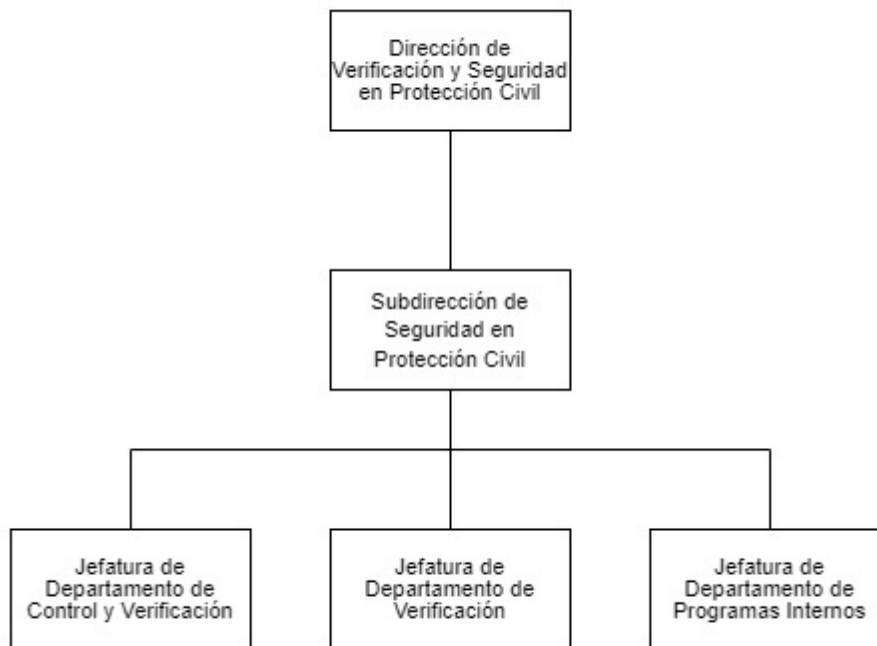 Dirección de
Verificación y Seguridad
en Protección Civil
Subdirección de
Seguridad en
Protección Civil
Jefatura de
Departamento de
Control y Verificación
Jefatura de
Departamento de
Verificación
Jefatura de
Departamento de
Programas Internos